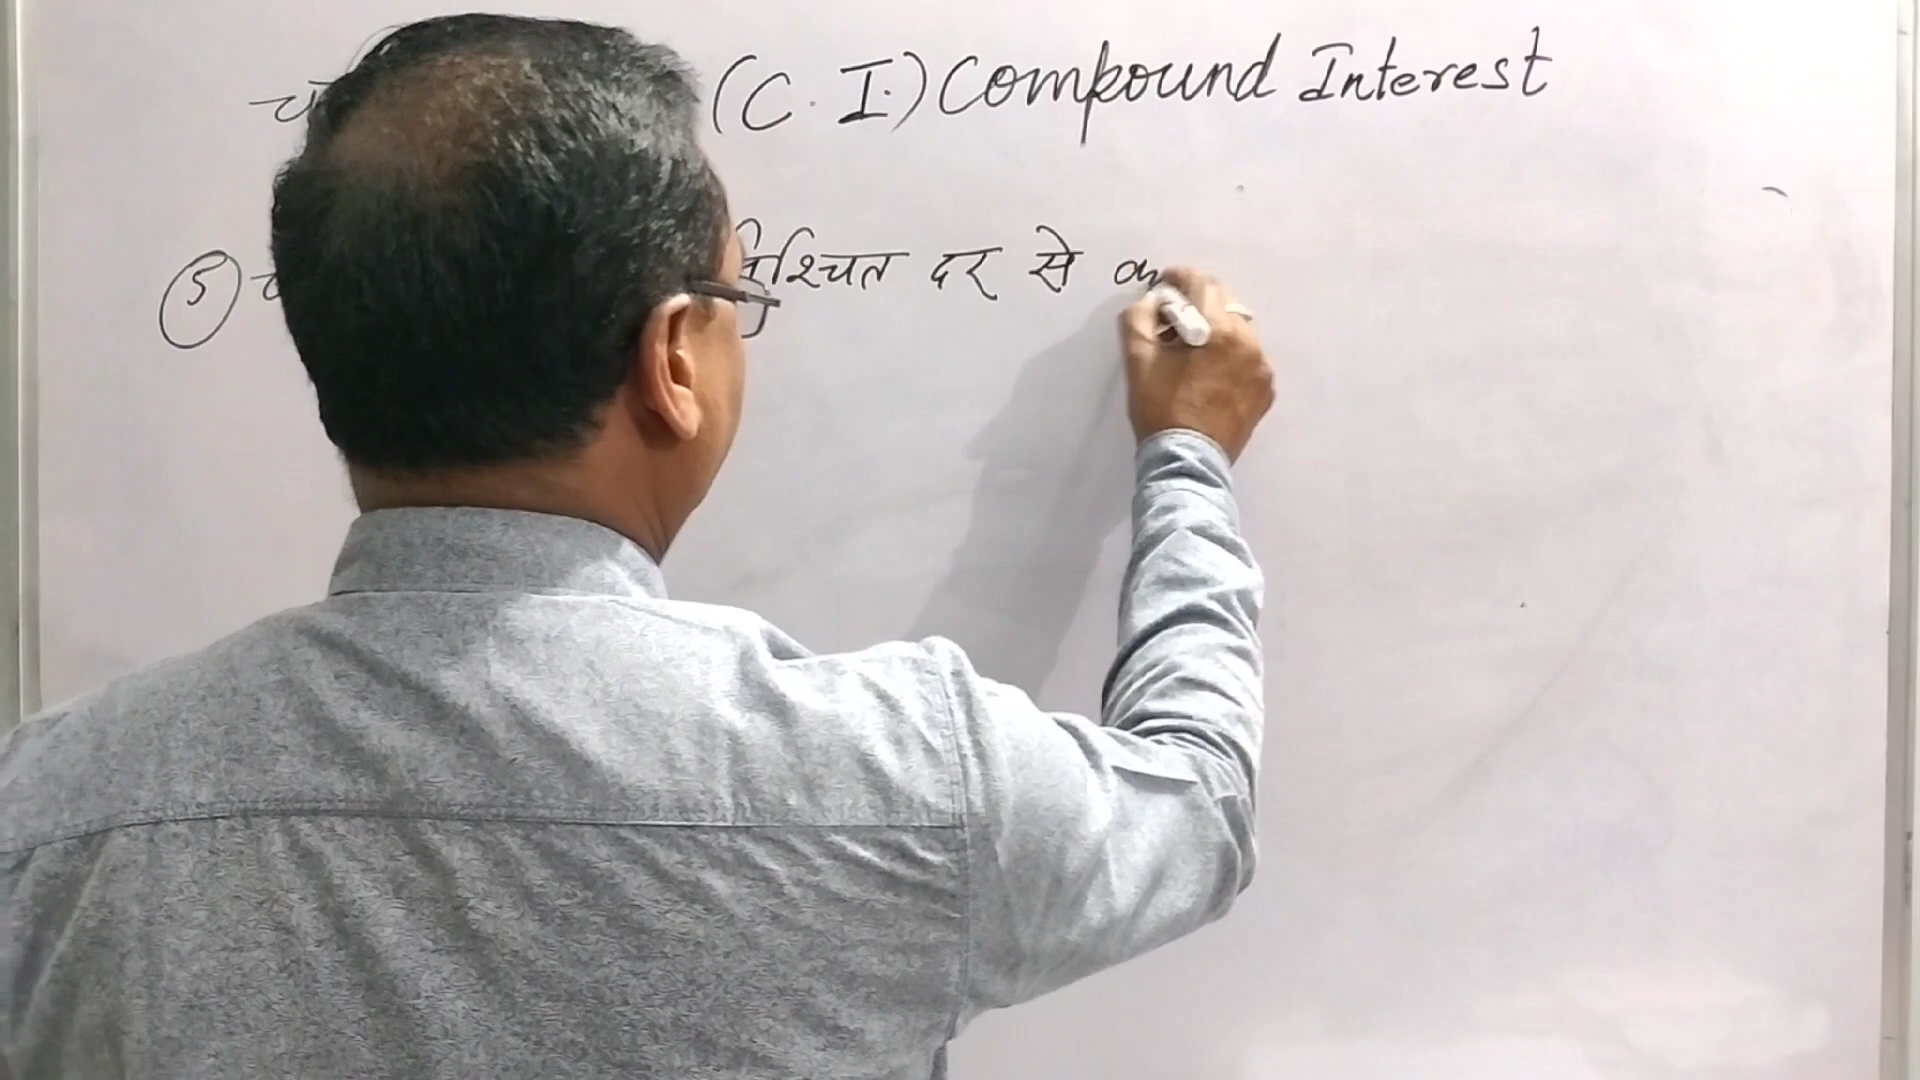 (C. I.) Compound Interest
5 निश्चित दर से